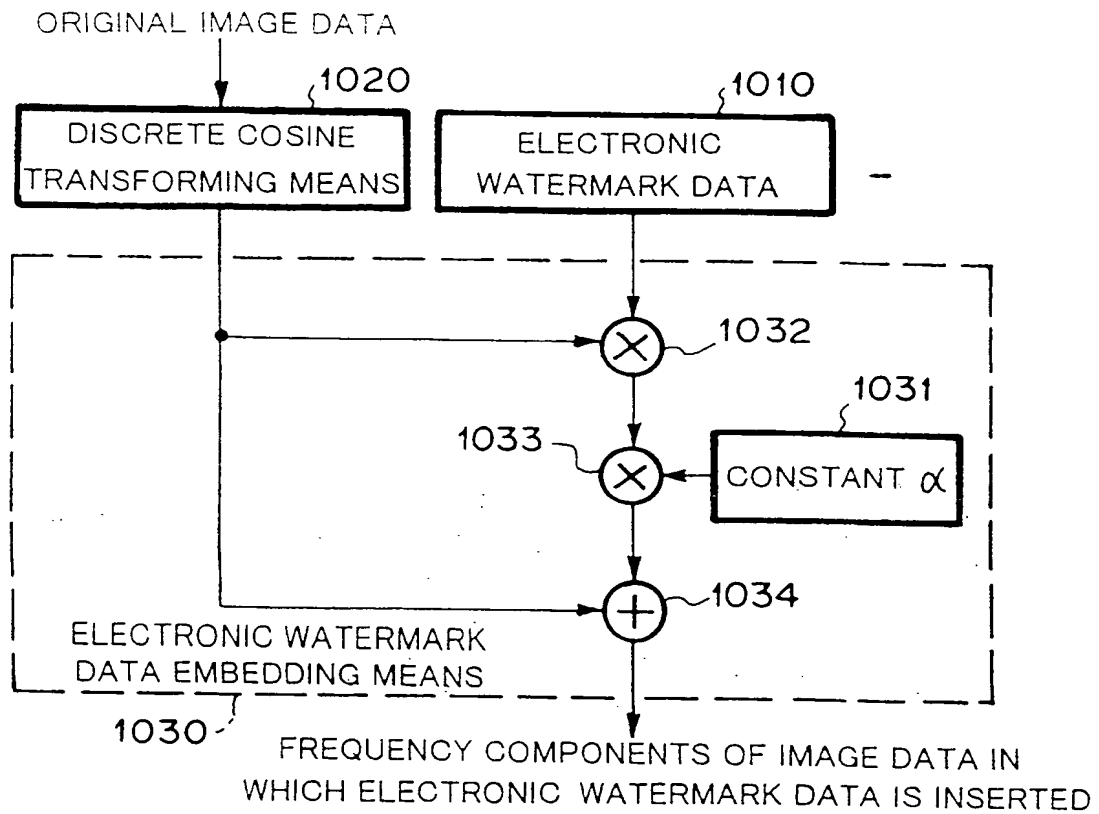 ORIGINAL IMAGE DATA
1020
1010
DISCRETE COSINE
TRANSFORMING MEANS
ELECTRONIC
WATERMARK DATA
1032
1031
1033
CONSTANT α
1034
ELECTRONIC WATERMARK
DATA EMBEDDING MEANS
1030
FREQUENCY COMPONENTS OF IMAGE DATA IN
WHICH ELECTRONIC WATERMARK DATA IS INSERTED